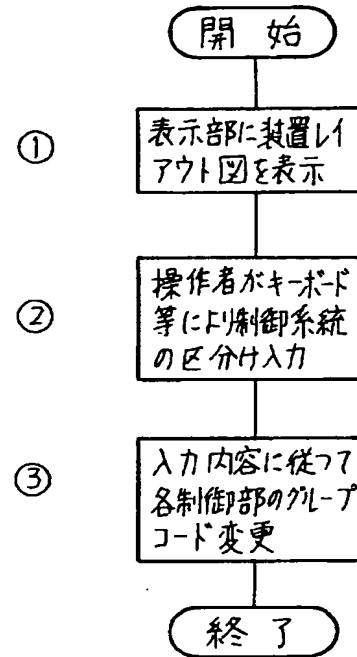 開始
①
表示部に装置レイ
アウト図を表示
②
操作者がキーボード
等により制御系統
の区分け入力
③
入力内容に従つて
各制御部のグループ
コード変更
終了